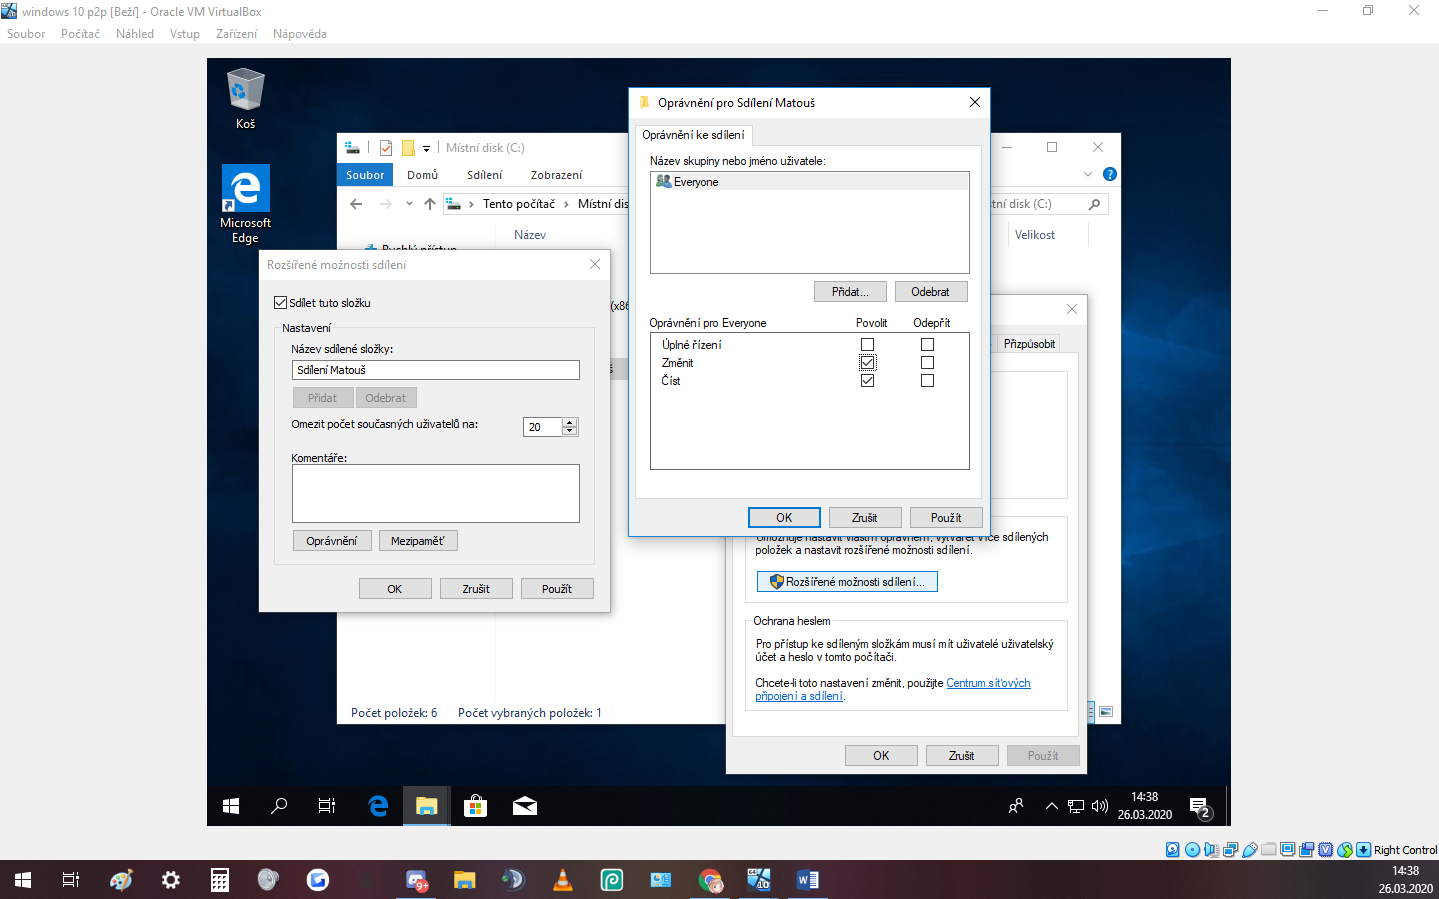 windows 10 p2p [Beží] - Oracle VM VirtualBox
Soubor Počítač Náhled Vstup Zařízení Nápověda
Koš
Microsoft
Edge
Místní disk (C:)
Soubor Domů Sdílení Zobrazení
Tento počítač Místní
Místní disk (C:)
Název
Velikost
Rychlý přístup
(x86
Rozšířené možnosti sdílení
Sdílet tuto složku
Nastavení
Název sdílené složky:
Sdílení Matouš
Přidat Odebrat
Omezit počet současných uživatelů na: 20
Komentáře:
Oprávnění Mezipaměť
OK Zrušit Použít
Oprávnění pro Sdílení Matouš
Oprávnění ke sdílení
Název skupiny nebo jméno uživatele:
Everyone
Přidat... Odebrat
Oprávnění pro Everyone Povolit Odepřít
Úplné řízení
Změnit
Číst
OK Zrušit Použít
Přizpůsobit
Umožňuje nastavit vlastní oprávnění, vytvářet více sdílených
položek a nastavit rozšířené možnosti sdílení.
Rozšířené možnosti sdílení...
Ochrana heslem
Pro přístup ke sdíleným složkám musí mít uživatelé uživatelský
účet a heslo v tomto počítači.
Chcete-li toto nastavení změnit, použijte Centrum síťových
připojení a sdílení.
OK Zrušit Použít
Počet položek: 6 Počet vybraných položek: 1
14:38
26.03.2020
2
Right Control
9+
64
10
14:38
26.03.2020